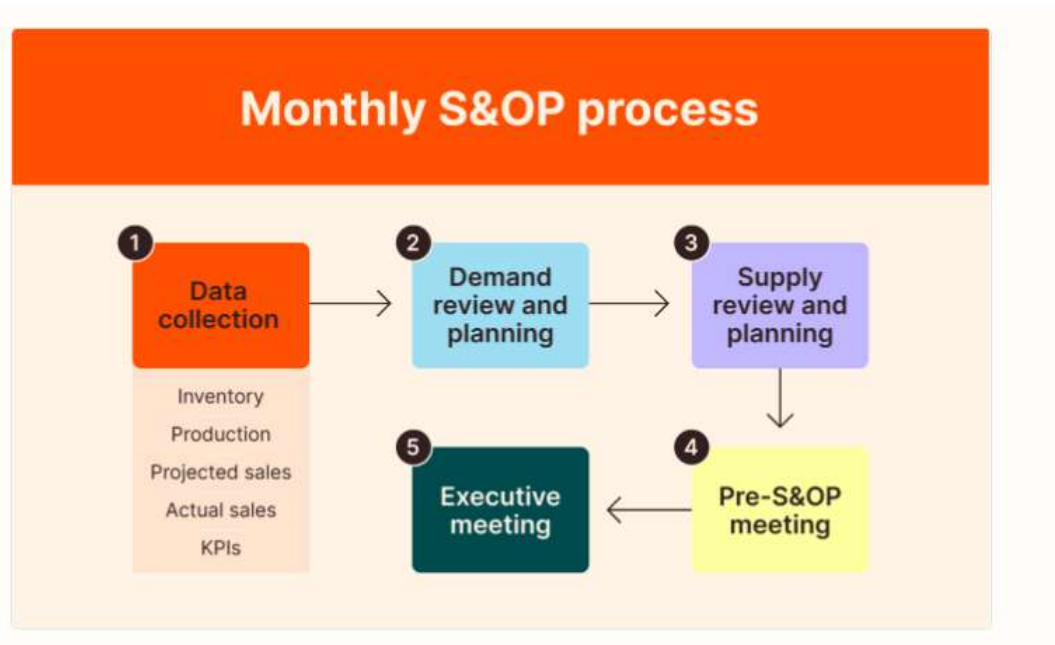 Monthly S&OP process
1
Data
collection
Inventory
Production
Projected sales
Actual sales
KPIs
2
Demand
review and
planning
3
Supply
review and
planning
4
Pre-S&OP
meeting
5
Executive
meeting